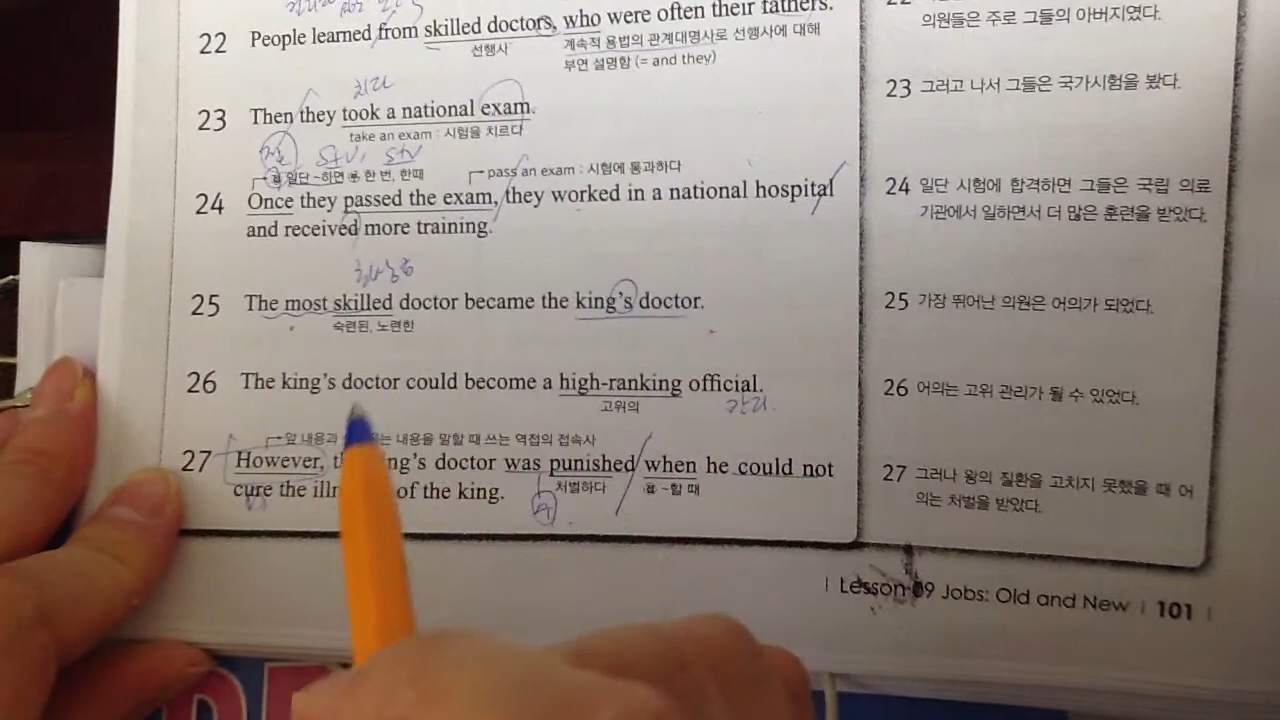 22 People learned from skilled doctors, who were often their fathers.
선행사
계속적 용법의 관계대명사로 선행사에 대해
부연 설명함 (= and they)
23 Then they took a national exam.
take an exam : 시험을 치르다
일단 ~하면 한 번, 한때
pass an exam : 시험에 통과하다
24 Once they passed the exam, they worked in a national hospital
and received more training.
25 The most skilled doctor became the king's doctor.
숙련된, 노련한
26 The king's doctor could become a high-ranking official.
고위의
관리
앞 내용과 는 내용을 말할 때 쓰는 역접의 접속사
27 However, king's doctor was punished when he could not
cure the of the king.
처벌하다
~할 때
의원들은 주로 그들의 아버지였다.
23 그러고 나서 그들은 국가시험을 봤다.
24 일단 시험에 합격하면 그들은 국립 의료
기관에서 일하면서 더 많은 훈련을 받았다.
25 가장 뛰어난 의원은 어의가 되었다.
26 어의는 고위 관리가 될 수 있었다.
27 그러나 왕의 질환을 고치지 못했을 때 어
의는 처벌을 받았다.
Lesson 09 Jobs: Old and New | 101